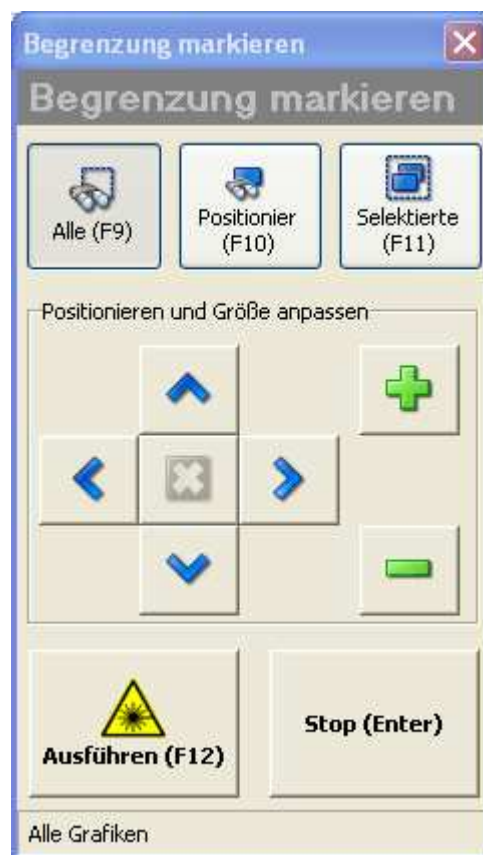 Begrenzung markieren
Begrenzung markieren
Alle (F9)
Positionier
(F10)
Selektierte
(F11)
Positionieren und Größe anpassen
Ausführen (F12)
Stop (Enter)
Alle Grafiken